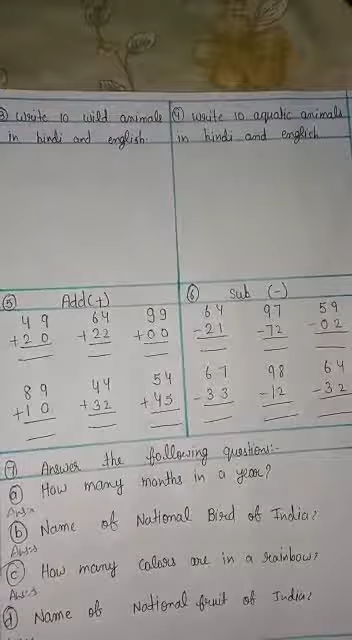 ③ write 10 wild animals
in hindi and english.
④ write 10 aquatic animals
in hindi and english
⑤ Add(+)
49 64 99
+20 +22 +00
89 44 54
+10 +32 +45
⑥ Sub (-)
64 97 59
-21 -72 -02
67 98 64
-33 -12 -32
⑦ Answer the following question:-
ⓐ How many months in a year?
Ans
ⓑ Name of National Bird of India?
Ans
ⓒ How many Colors are in a rainbow?
Ans
ⓓ Name of National fruit of India?